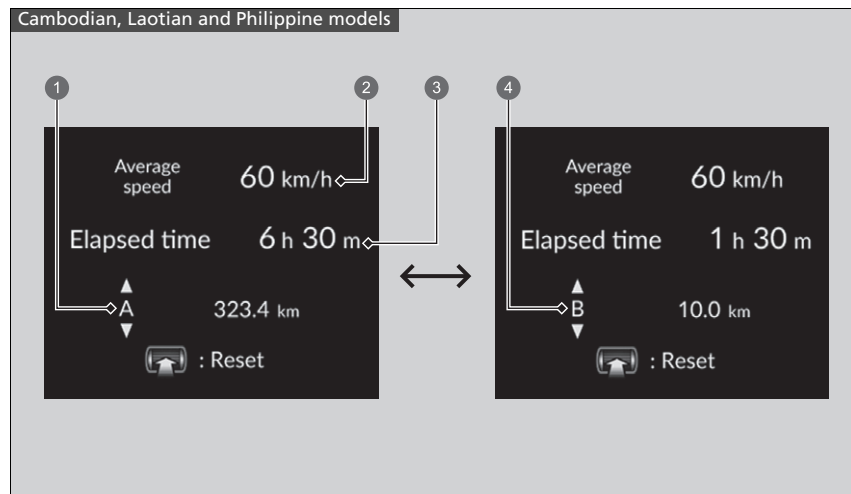 Cambodian, Laotian and Philippine models
1 2 3 4
Average
speed
60 km/h
Elapsed time 6 h 30 m
A 323.4 km
: Reset
Average
speed
60 km/h
Elapsed time 1 h 30 m
B 10.0 km
: Reset